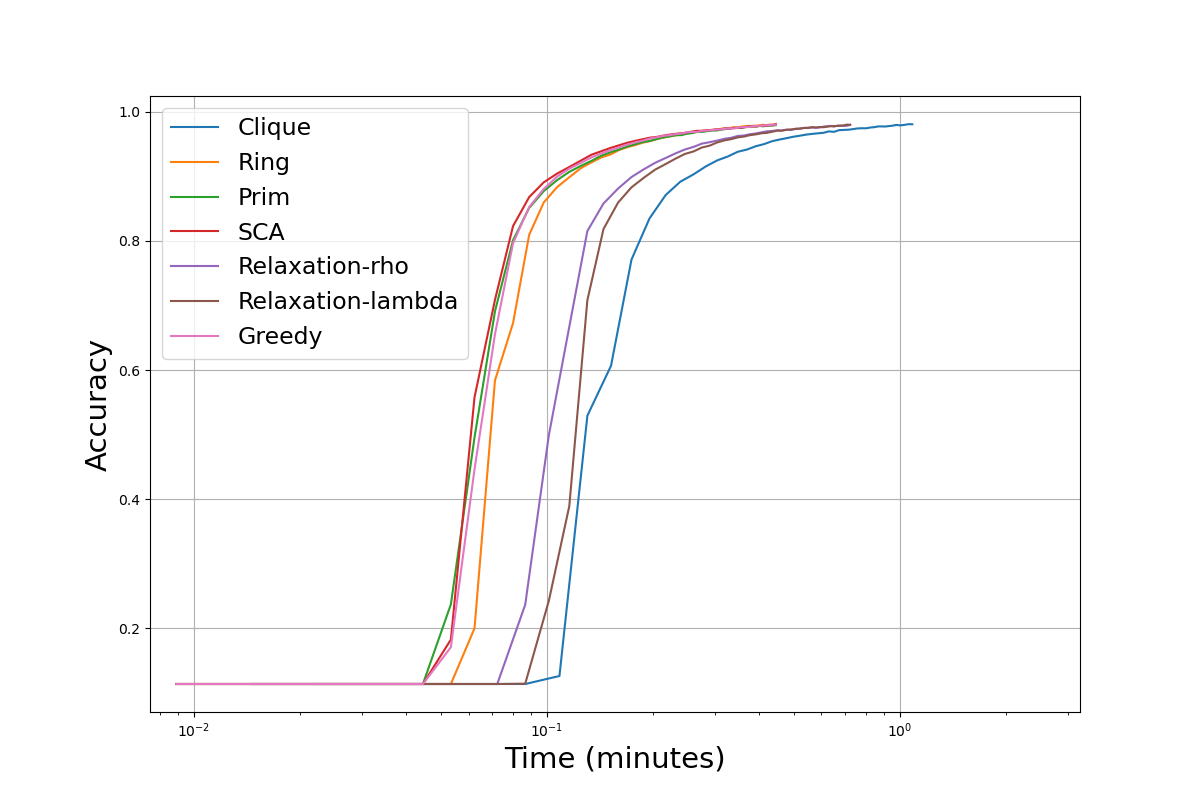 1.0
0.8
0.6
0.4
0.2
Accuracy
Clique
Ring
Prim
SCA
Relaxation-rho
Relaxation-lambda
Greedy
10⁻² 10⁻¹ 10⁰
Time (minutes)